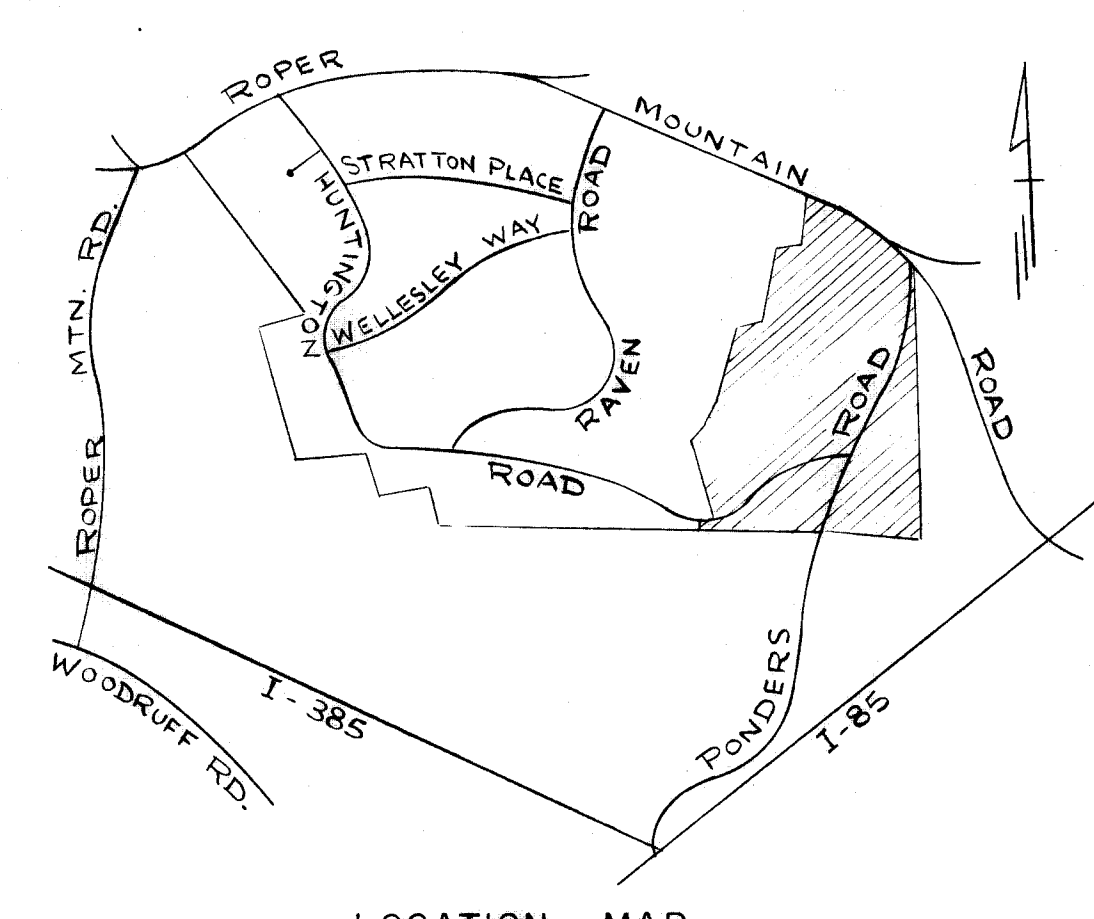 ROPER
MOUNTAIN
ROAD
STRATTON PLACE
ROAD
HUNTINGTON
WELLESLEY WAY
RAVEN
ROAD
ROAD
ROPER MTN. RD.
PONDERS
I-385
I-85
WOODRUFF RD.
LOCATION MAP